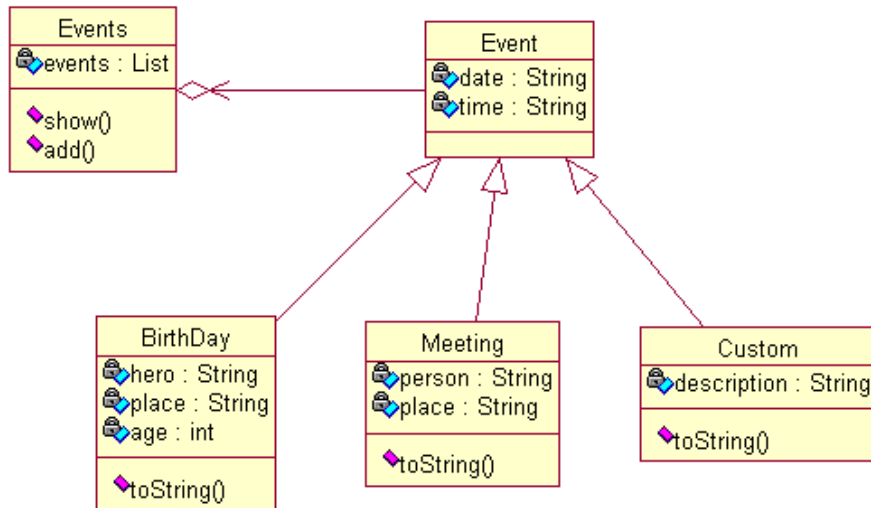 Events
events : List
show()
add()
Event
date : String
time : String
BirthDay
hero : String
place : String
age : int
toString()
Meeting
person : String
place : String
toString()
Custom
description : String
toString()